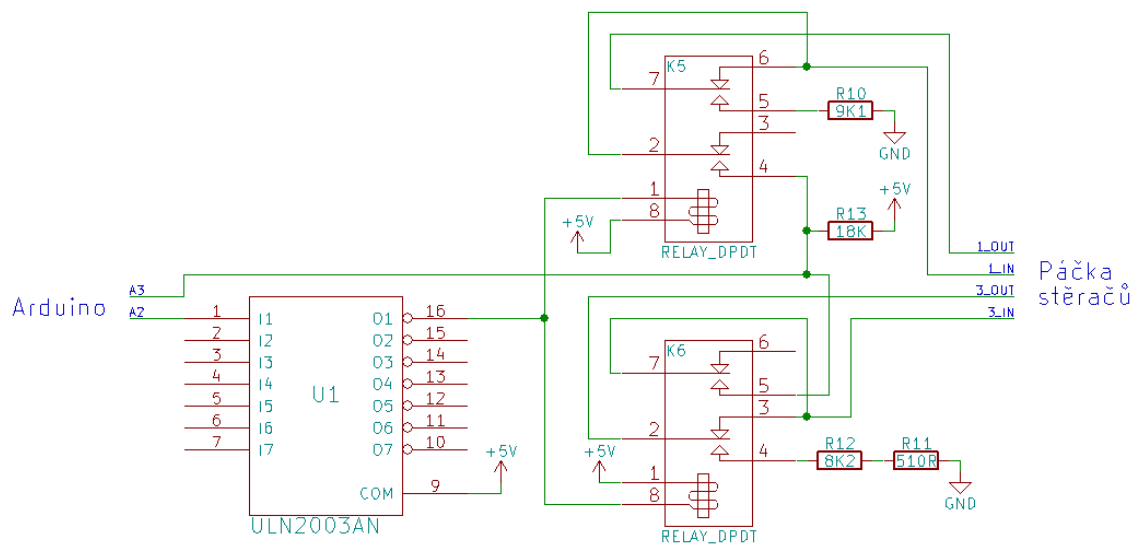 K5
6
7
5
R10
9K1
GND
3
2
4
1
+5V
8
+5V
R13
18K
RELAY_DPDT
1_OUT
1_IN
3_OUT
3_IN
Páčka
stěračů
Arduino
A3
A2
1 I1 O1 16
2 I2 O2 15
3 I3 O3 14
4 I4 O4 13
5 I5 O5 12
6 I6 O6 11
7 I7 O7 10
U1
COM 9
+5V
ULN2003AN
K6
6
7
5
3
2
4
R12
8K2
R11
510R
GND
+5V
1
8
RELAY_DPDT